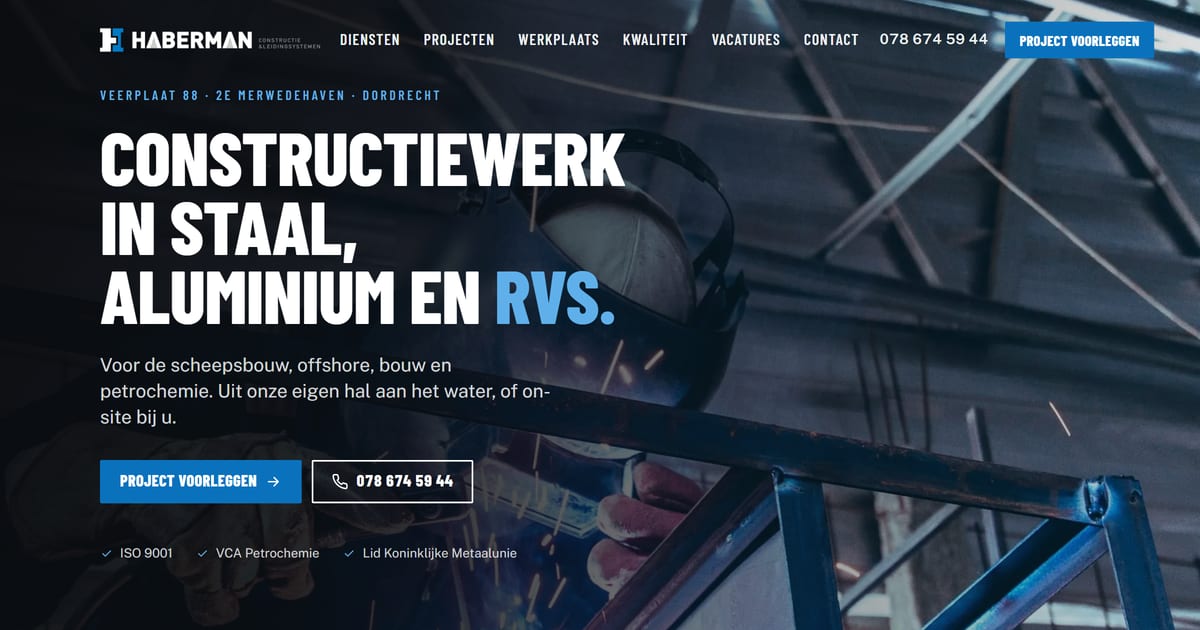 HABERMAN CONSTRUCTIE
&LEIDINGSYSTEMEN
DIENSTEN PROJECTEN WERKPLAATS KWALITEIT VACATURES CONTACT 078 674 59 44 PROJECT VOORLEGGEN
VEERPLAAT 88 · 2E MERWEDEHAVEN · DORDRECHT
CONSTRUCTIEWERK
IN STAAL,
ALUMINIUM EN RVS.
Voor de scheepsbouw, offshore, bouw en
petrochemie. Uit onze eigen hal aan het water, of on-
site bij u.
PROJECT VOORLEGGEN → 078 674 59 44
✓ ISO 9001 ✓ VCA Petrochemie ✓ Lid Koninklijke Metaalunie